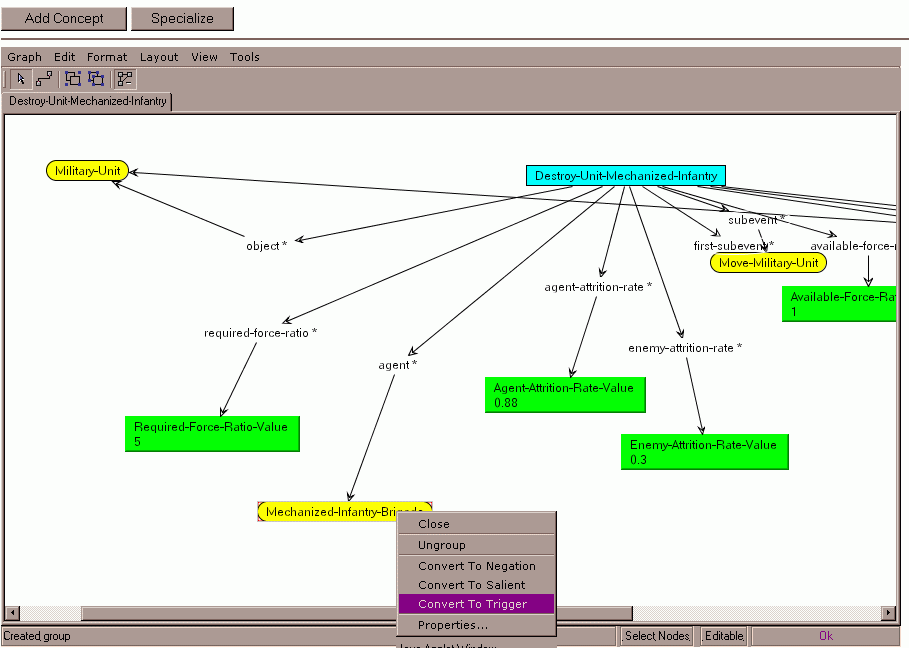 Add Concept
Specialize
Graph Edit Format Layout View Tools
Destroy-Unit-Mechanized-Infantry
Military-Unit
Destroy-Unit-Mechanized-Infantry
subevent *
object *
first-subevent *
available-force-r
Move-Military-Unit
agent-attrition-rate *
Available-Force-Rat
1
required-force-ratio *
enemy-attrition-rate *
agent *
Agent-Attrition-Rate-Value
0.88
Required-Force-Ratio-Value
5
Enemy-Attrition-Rate-Value
0.3
Mechanized-Infantry-Brigade
Close
Ungroup
Convert To Negation
Convert To Salient
Convert To Trigger
Properties...
Created group
Select Nodes
Editable
Ok
Java Applet Window